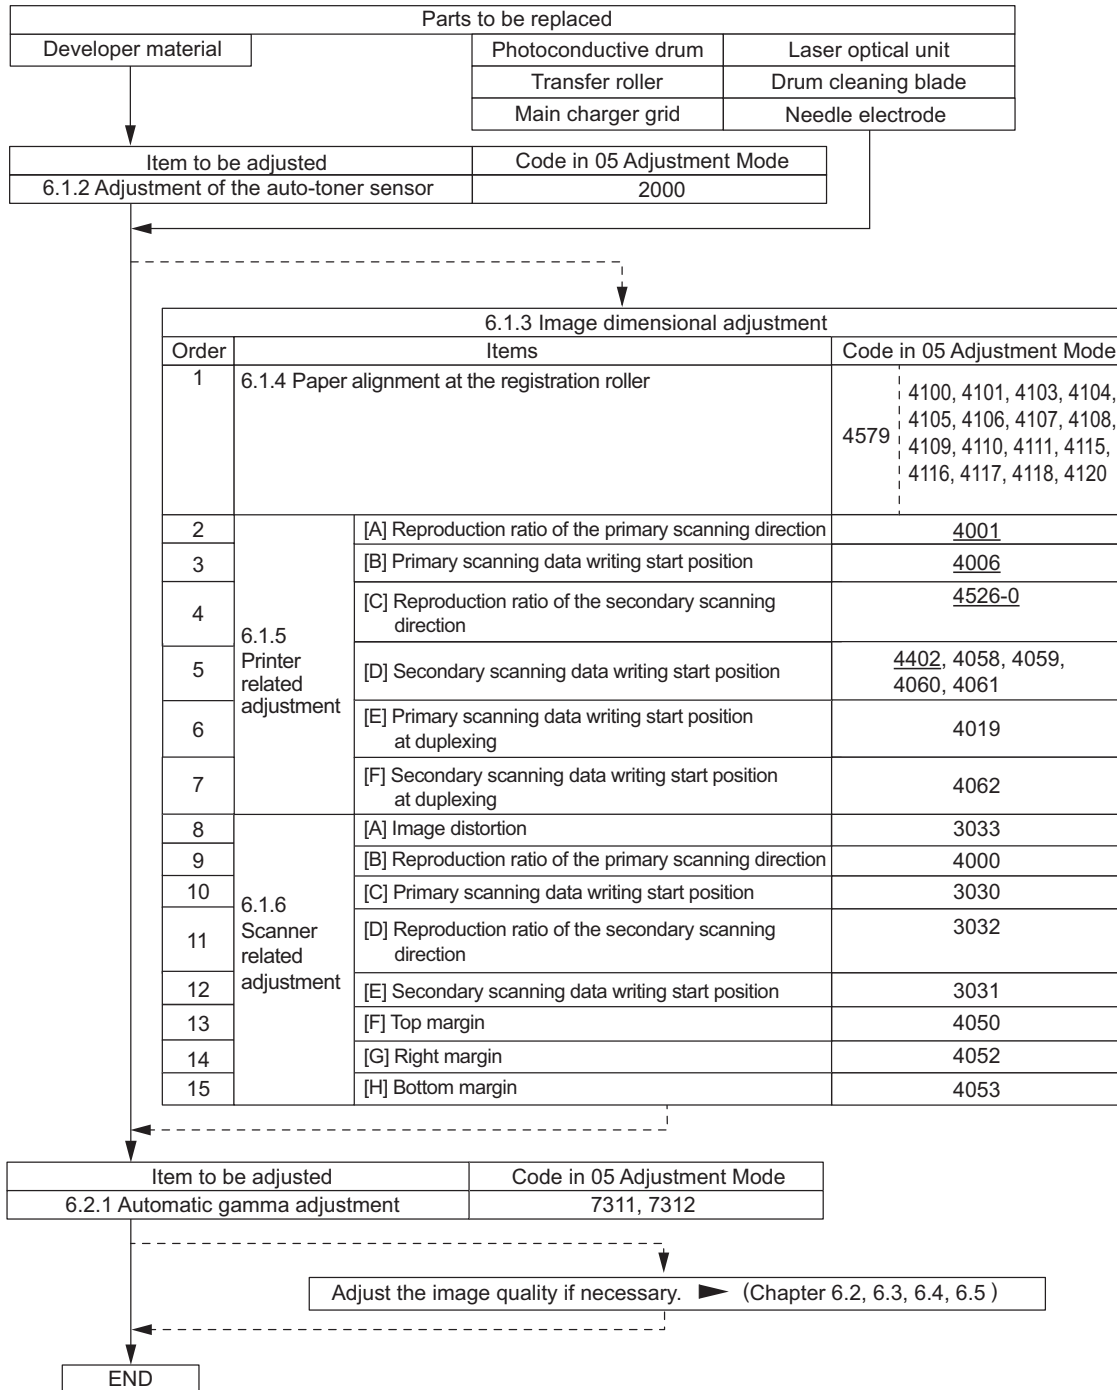 Parts to be replaced
Developer material
Photoconductive drum
Laser optical unit
Transfer roller
Drum cleaning blade
Main charger grid
Needle electrode
Item to be adjusted
Code in 05 Adjustment Mode
6.1.2 Adjustment of the auto-toner sensor
2000
6.1.3 Image dimensional adjustment
Order
Items
Code in 05 Adjustment Mode
1
6.1.4 Paper alignment at the registration roller
4579
4100, 4101, 4103, 4104,
4105, 4106, 4107, 4108,
4109, 4110, 4111, 4115,
4116, 4117, 4118, 4120
6.1.5
Printer
related
adjustment
2
[A] Reproduction ratio of the primary scanning direction
4001
3
[B] Primary scanning data writing start position
4006
4
[C] Reproduction ratio of the secondary scanning
direction
4526-0
5
[D] Secondary scanning data writing start position
4402, 4058, 4059,
4060, 4061
6
[E] Primary scanning data writing start position
at duplexing
4019
7
[F] Secondary scanning data writing start position
at duplexing
4062
6.1.6
Scanner
related
adjustment
8
[A] Image distortion
3033
9
[B] Reproduction ratio of the primary scanning direction
4000
10
[C] Primary scanning data writing start position
3030
11
[D] Reproduction ratio of the secondary scanning
direction
3032
12
[E] Secondary scanning data writing start position
3031
13
[F] Top margin
4050
14
[G] Right margin
4052
15
[H] Bottom margin
4053
Item to be adjusted
Code in 05 Adjustment Mode
6.2.1 Automatic gamma adjustment
7311, 7312
Adjust the image quality if necessary. ► (Chapter 6.2, 6.3, 6.4, 6.5 )
END